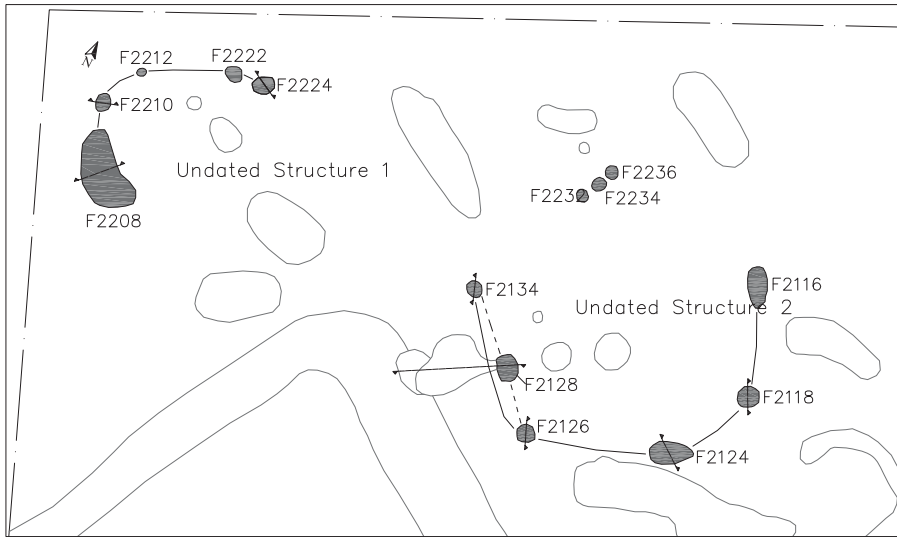 N
F2212
F2222
F2224
F2210
Undated Structure 1
F2208
F2236
F2232
F2234
F2134
Undated Structure 2
F2116
F2128
F2118
F2126
F2124